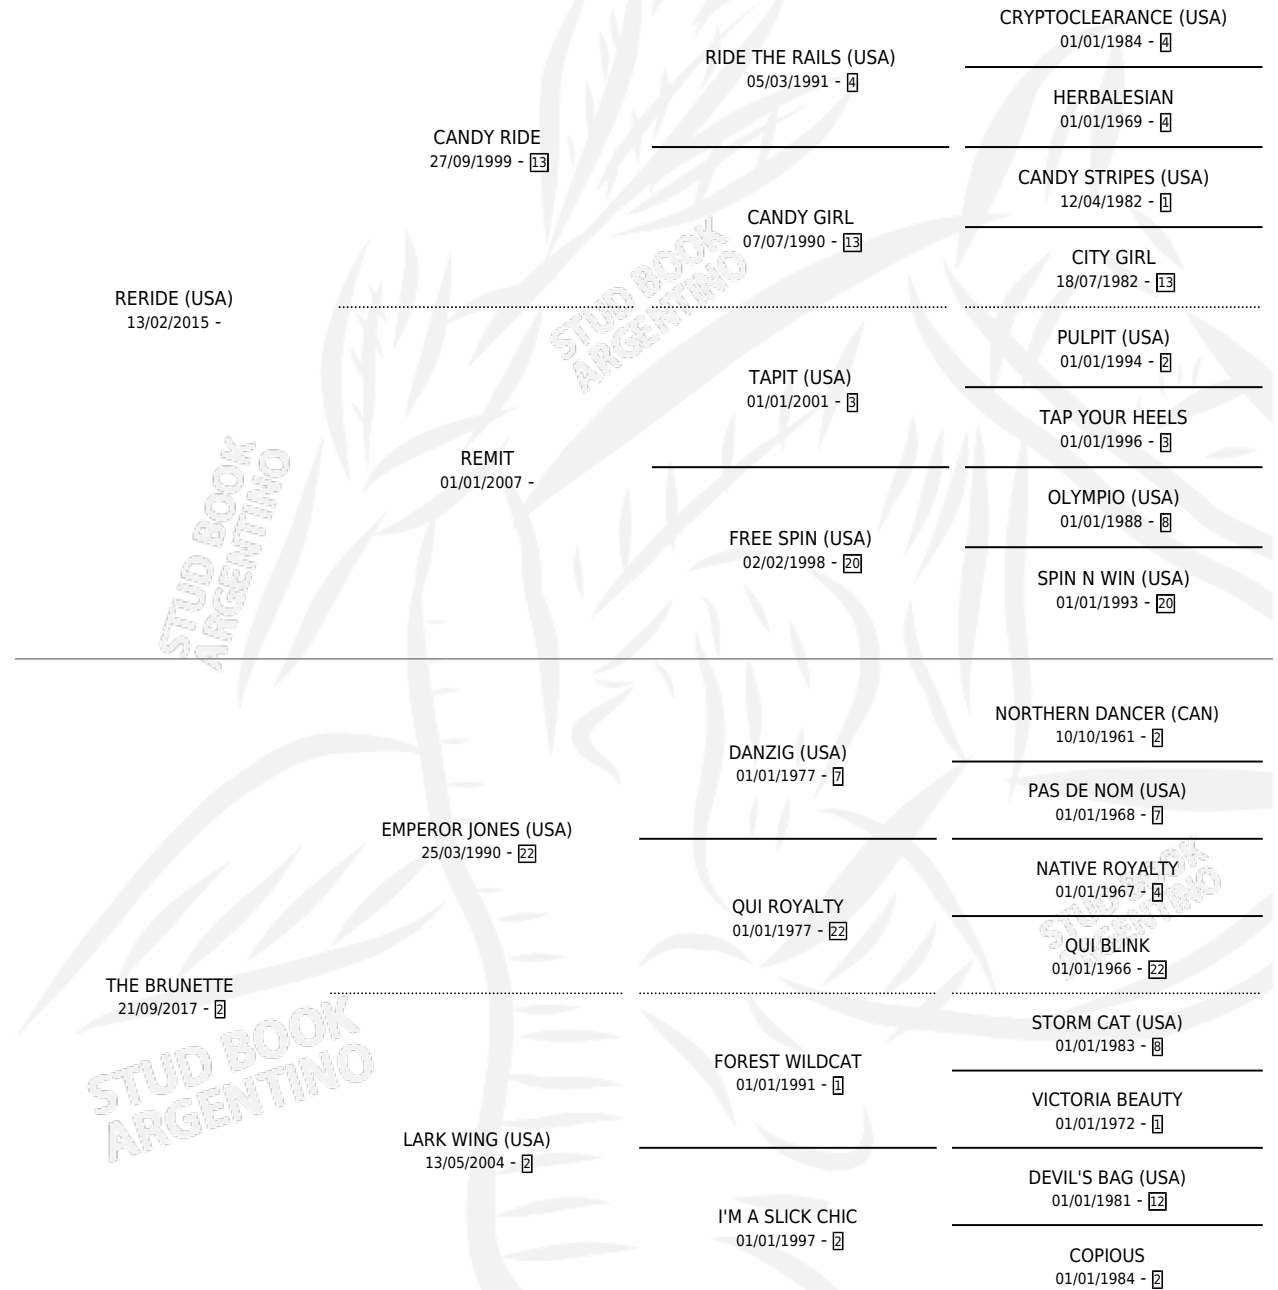 CRYPTOCLEARANCE (USA)
01/01/1984 - 4
RIDE THE RAILS (USA)
05/03/1991 - 4
HERBALESIAN
01/01/1969 - 4
CANDY RIDE
27/09/1999 - 13
CANDY STRIPES (USA)
12/04/1982 - 1
CANDY GIRL
07/07/1990 - 13
CITY GIRL
18/07/1982 - 13
RERIDE (USA)
13/02/2015 -
PULPIT (USA)
01/01/1994 - 2
TAPIT (USA)
01/01/2001 - 3
TAP YOUR HEELS
01/01/1996 - 3
REMIT
01/01/2007 -
OLYMPIO (USA)
01/01/1988 - 8
FREE SPIN (USA)
02/02/1998 - 20
SPIN N WIN (USA)
01/01/1993 - 20
NORTHERN DANCER (CAN)
10/10/1961 - 2
DANZIG (USA)
01/01/1977 - 7
PAS DE NOM (USA)
01/01/1968 - 7
EMPEROR JONES (USA)
25/03/1990 - 22
NATIVE ROYALTY
01/01/1967 - 4
QUI ROYALTY
01/01/1977 - 22
QUI BLINK
01/01/1966 - 22
THE BRUNETTE
21/09/2017 - 2
STORM CAT (USA)
01/01/1983 - 8
FOREST WILDCAT
01/01/1991 - 1
VICTORIA BEAUTY
01/01/1972 - 1
LARK WING (USA)
13/05/2004 - 2
DEVIL'S BAG (USA)
01/01/1981 - 12
I'M A SLICK CHIC
01/01/1997 - 2
COPIOUS
01/01/1984 - 2
STUD BOOK
ARGENTINO
STUD BOOK
ARGENTINO
STUD BOOK
ARGENTINO
STUD BOOK
ARGENTINO